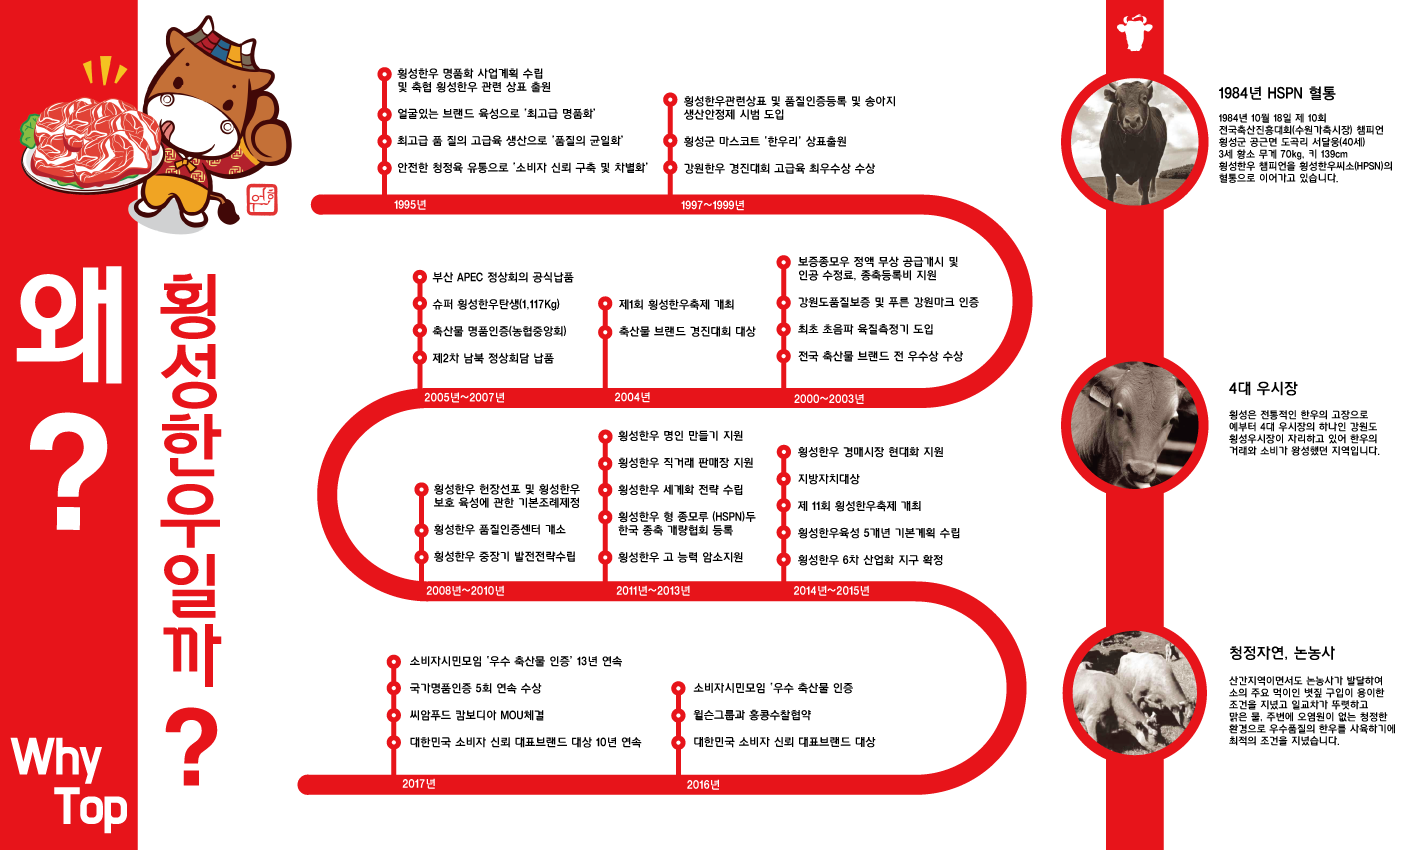 왜
?
Why
Top
횡성한우일까
?
횡성한우 명품화 사업계획 수립
및 축협 횡성한우 관련 상표 출원
얼굴있는 브랜드 육성으로 '최고급 명품화'
최고급 품 질의 고급육 생산으로 '품질의 균일화'
안전한 청정육 유통으로 '소비자 신뢰 구축 및 차별화'
1995년
횡성한우관련상표 및 품질인증등록 및 송아지
생산안정제 시범 도입
횡성군 마스코트 '한우리' 상표출원
강원한우 경진대회 고급육 최우수상 수상
1997~1999년
보증종모우 정액 무상 공급개시 및
인공 수정료, 종축등록비 지원
강원도품질보증 및 푸른 강원마크 인증
최초 초음파 육질측정기 도입
전국 축산물 브랜드 전 우수상 수상
2000~2003년
제1회 횡성한우축제 개최
축산물 브랜드 경진대회 대상
2004년
부산 APEC 정상회의 공식납품
슈퍼 횡성한우탄생(1,117Kg)
축산물 명품인증(농협중앙회)
제2차 남북 정상회담 납품
2005년~2007년
횡성한우 헌장선포 및 횡성한우
보호 육성에 관한 기본조례제정
횡성한우 품질인증센터 개소
횡성한우 중장기 발전전략수립
2008년~2010년
횡성한우 명인 만들기 지원
횡성한우 직거래 판매장 지원
횡성한우 세계화 전략 수립
횡성한우 형 종모루 (HSPN)두
한국 종축 개량협회 등록
횡성한우 고 능력 암소지원
2011년~2013년
횡성한우 경매시장 현대화 지원
지방자치대상
제 11회 횡성한우축제 개최
횡성한우육성 5개년 기본계획 수립
횡성한우 6차 산업화 지구 확정
2014년~2015년
소비자시민모임 '우수 축산물 인증
윌슨그룹과 홍콩수찰협약
대한민국 소비자 신뢰 대표브랜드 대상
2016년
소비자시민모임 '우수 축산물 인증' 13년 연속
국가명품인증 5회 연속 수상
씨암푸드 캄보디아 MOU체결
대한민국 소비자 신뢰 대표브랜드 대상 10년 연속
2017년
1984년 HSPN 혈통
1984년 10월 18일 제 10회
전국축산진흥대회(수원가축시장) 챔피언
횡성군 공근면 도곡리 서달웅(40세)
3세 황소 무게 70kg, 키 139cm
횡성한우 챔피언을 횡성한우씨소(HPSN)의
혈통으로 이어가고 있습니다.
4대 우시장
횡성은 전통적인 한우의 고장으로
예부터 4대 우시장의 하나인 강원도
횡성우시장이 자리하고 있어 한우의
거래와 소비가 왕성했던 지역입니다.
청정자연, 논농사
산간지역이면서도 논농사가 발달하여
소의 주요 먹이인 볏짚 구입이 용이한
조건을 지녔고 일교차가 뚜렷하고
맑은 물, 주변에 오염원이 없는 청정한
환경으로 우수품질의 한우를 사육하기에
최적의 조건을 지녔습니다.